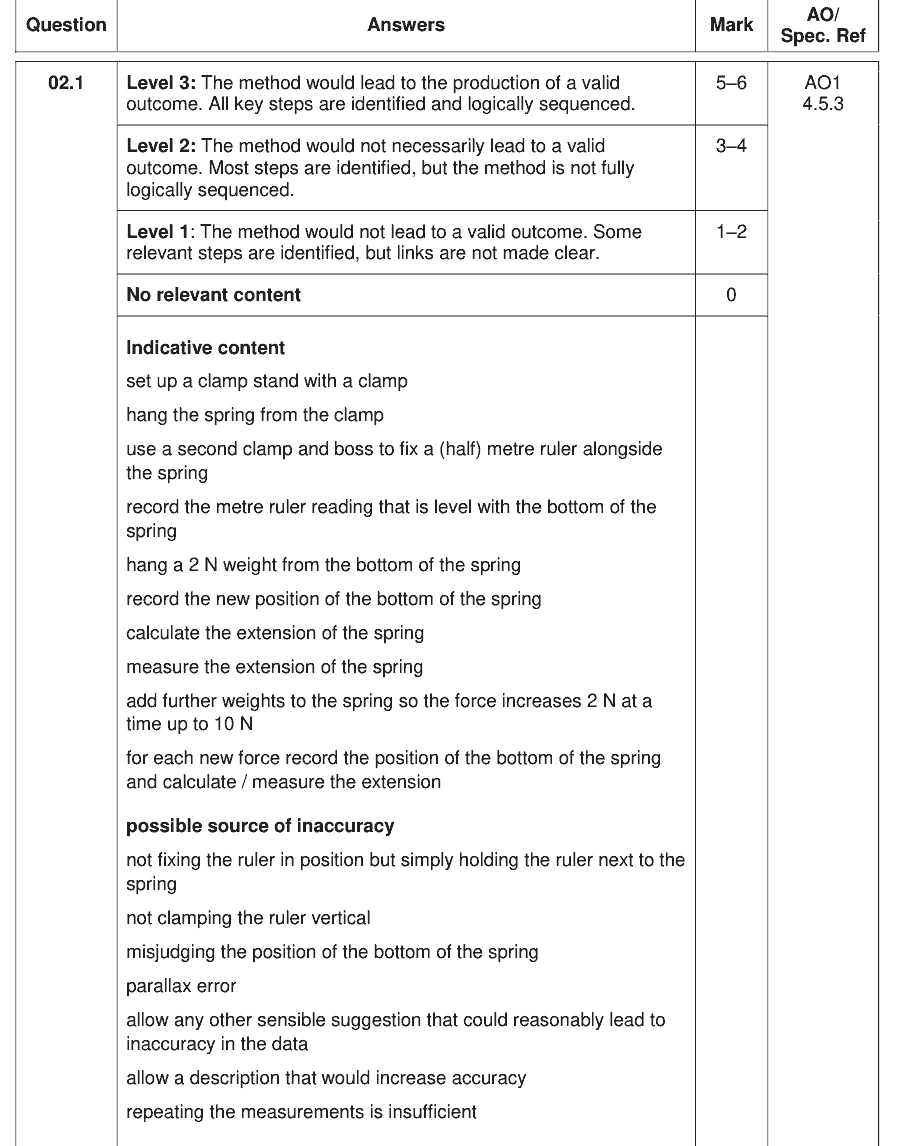 Question Answers Mark AO/
Spec. Ref
02.1 Level 3: The method would lead to the production of a valid 5–6 AO1
outcome. All key steps are identified and logically sequenced. 4.5.3
Level 2: The method would not necessarily lead to a valid 3–4
outcome. Most steps are identified, but the method is not fully
logically sequenced.
Level 1: The method would not lead to a valid outcome. Some 1–2
relevant steps are identified, but links are not made clear.
No relevant content 0
Indicative content
set up a clamp stand with a clamp
hang the spring from the clamp
use a second clamp and boss to fix a (half) metre ruler alongside
the spring
record the metre ruler reading that is level with the bottom of the
spring
hang a 2 N weight from the bottom of the spring
record the new position of the bottom of the spring
calculate the extension of the spring
measure the extension of the spring
add further weights to the spring so the force increases 2 N at a
time up to 10 N
for each new force record the position of the bottom of the spring
and calculate / measure the extension
possible source of inaccuracy
not fixing the ruler in position but simply holding the ruler next to the
spring
not clamping the ruler vertical
misjudging the position of the bottom of the spring
parallax error
allow any other sensible suggestion that could reasonably lead to
inaccuracy in the data
allow a description that would increase accuracy
repeating the measurements is insufficient